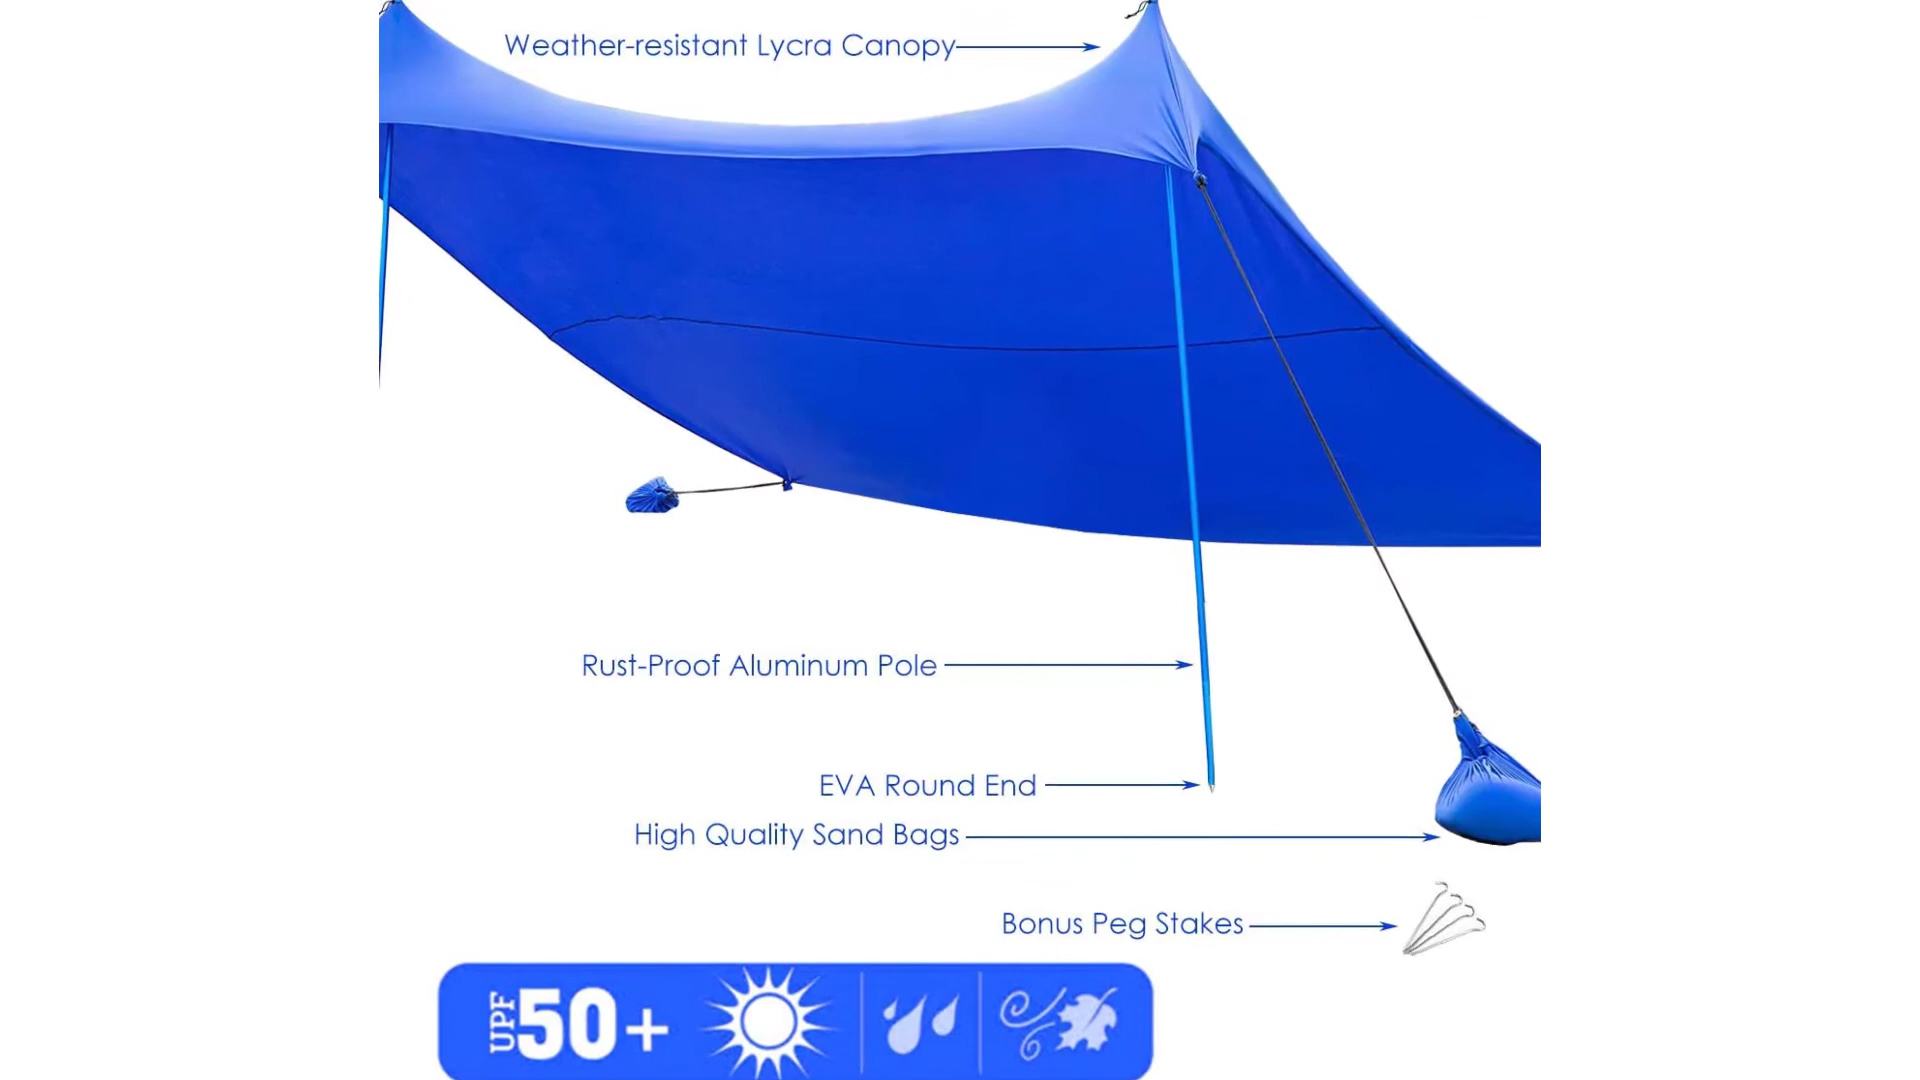 Weather-resistant Lycra Canopy
Rust-Proof Aluminum Pole
EVA Round End
High Quality Sand Bags
Bonus Peg Stakes
UPF 50+